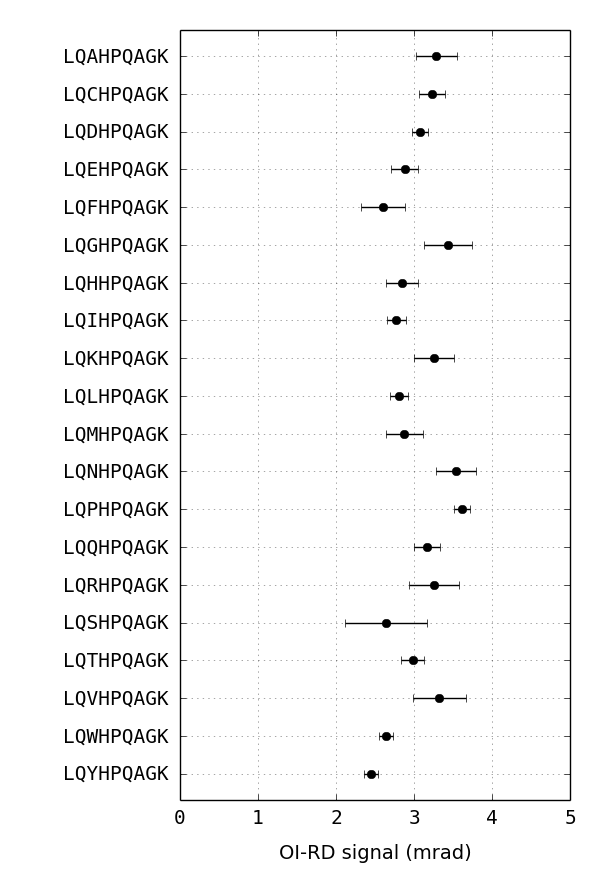 LQAHPQAGK
LQCHPQAGK
LQDHPQAGK
LQEHPQAGK
LQFHPQAGK
LQGHPQAGK
LQHHPQAGK
LQIHPQAGK
LQKHPQAGK
LQLHPQAGK
LQMHPQAGK
LQNHPQAGK
LQPHPQAGK
LQQHPQAGK
LQRHPQAGK
LQSHPQAGK
LQTHPQAGK
LQVHPQAGK
LQWHPQAGK
LQYHPQAGK
0 1 2 3 4 5
OI-RD signal (mrad)